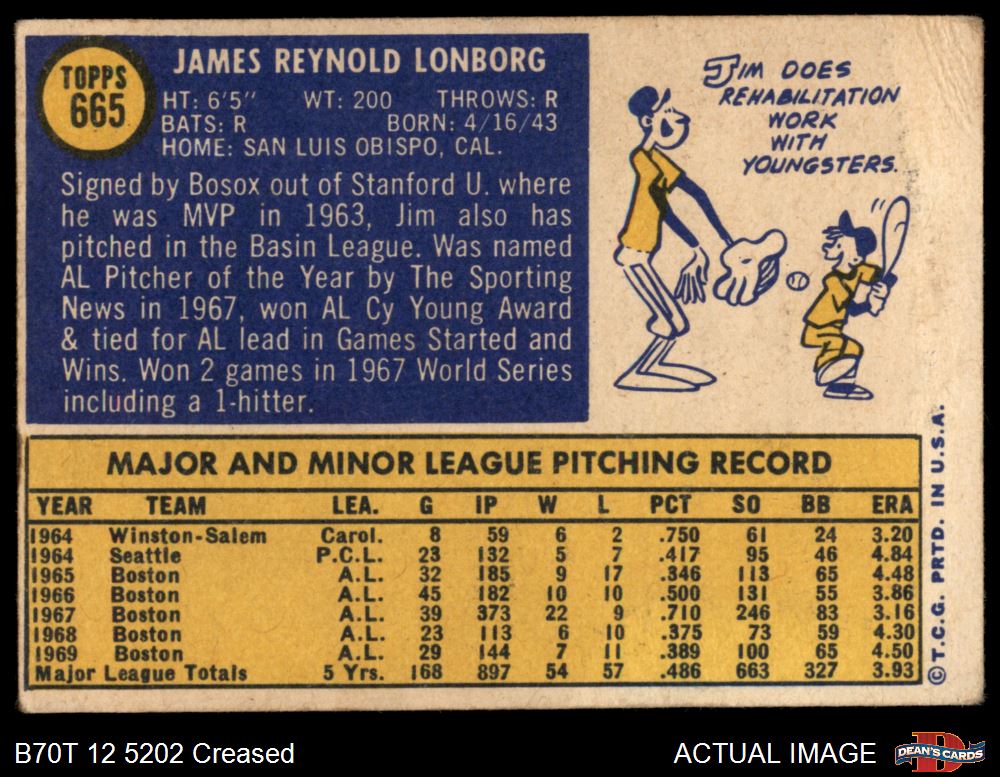 TOPPS
665
JAMES REYNOLD LONBORG
HT: 6'5" WT: 200 THROWS: R
BATS: R BORN: 4/16/43
HOME: SAN LUIS OBISPO, CAL.
Signed by Bosox out of Stanford U. where
he was MVP in 1963, Jim also has
pitched in the Basin League. Was named
AL Pitcher of the Year by The Sporting
News in 1967, won AL Cy Young Award
& tied for AL lead in Games Started and
Wins. Won 2 games in 1967 World Series
including a 1-hitter.
JIM DOES
REHABILITATION
WORK
WITH
YOUNGSTERS.
MAJOR AND MINOR LEAGUE PITCHING RECORD
YEAR TEAM LEA. G IP W L PCT SO BB ERA
1964 Winston-Salem Carol. 8 59 6 2 .750 61 24 3.20
1964 Seattle P.C.L. 23 132 5 7 .417 95 46 4.84
1965 Boston A.L. 32 185 9 17 .346 113 65 4.48
1966 Boston A.L. 45 182 10 10 .500 131 55 3.86
1967 Boston A.L. 39 373 22 9 .710 246 83 3.16
1968 Boston A.L. 23 113 6 10 .375 73 59 4.30
1969 Boston A.L. 29 144 7 11 .389 100 65 4.50
Major League Totals 5 Yrs. 168 897 54 57 .486 663 327 3.93
© T.C.G. PRTD. IN U.S.A.
B70T 12 5202 Creased
ACTUAL IMAGE
DEAN'S CARDS